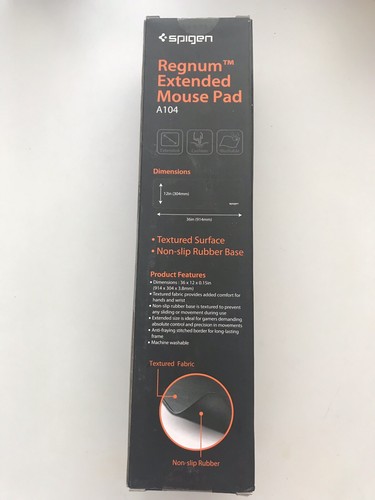 spigen
Regnum™
Extended
Mouse Pad
A104
Dimensions
12in (304mm)
36in (914mm)
• Textured Surface
• Non-slip Rubber Base
Product Features
• Dimensions : 36 x 12 x 0.15in
(914 x 304 x 3.8mm)
• Textured fabric provides added comfort for
hands and wrist
• Non-slip rubber base is textured to prevent
any sliding or movement during use
• Extended size is ideal for gamers demanding
absolute control and precision in movements
• Anti-fraying stitched border for long-lasting
frame
• Machine washable
Textured Fabric
Non-slip Rubber